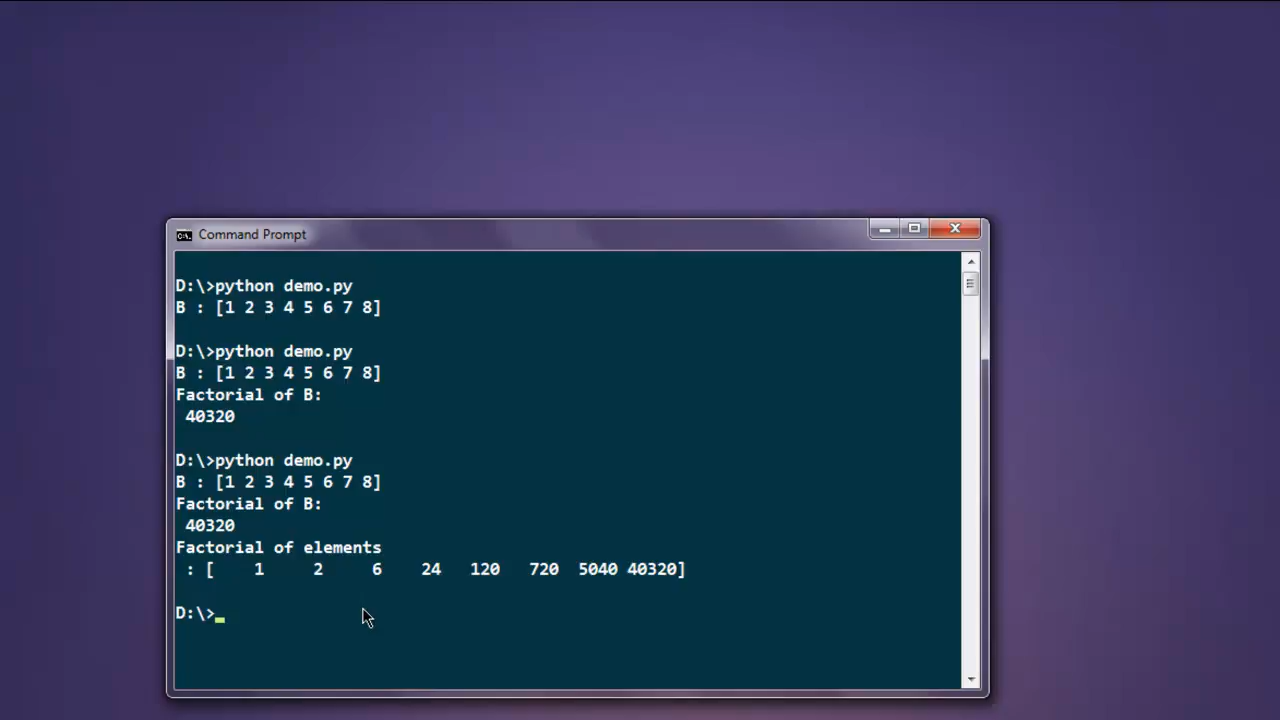 Command Prompt
D:\>python demo.py
B : [1 2 3 4 5 6 7 8]
D:\>python demo.py
B : [1 2 3 4 5 6 7 8]
Factorial of B:
 40320
D:\>python demo.py
B : [1 2 3 4 5 6 7 8]
Factorial of B:
 40320
Factorial of elements
 : [    1     2     6    24   120   720  5040 40320]
D:\>